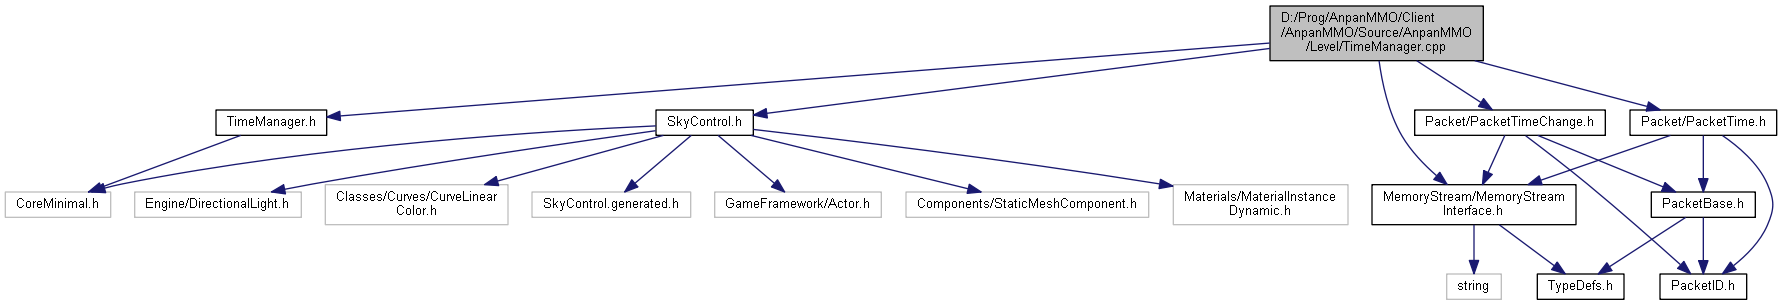 D:/Prog/AnpanMMO/Client
/AnpanMMO/Source/AnpanMMO
/Level/TimeManager.cpp
TimeManager.h
SkyControl.h
Packet/PacketTimeChange.h
Packet/PacketTime.h
CoreMinimal.h
Engine/DirectionalLight.h
Classes/Curves/CurveLinear
Color.h
SkyControl.generated.h
GameFramework/Actor.h
Components/StaticMeshComponent.h
Materials/MaterialInstance
Dynamic.h
MemoryStream/MemoryStream
Interface.h
PacketBase.h
string
TypeDefs.h
PacketID.h